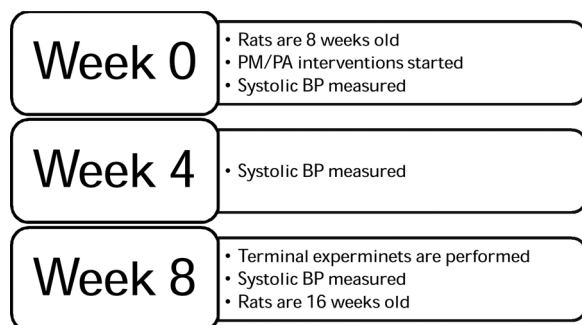 Week 0
• Rats are 8 weeks old
• PM/PA interventions started
• Systolic BP measured
Week 4
• Systolic BP measured
Week 8
• Terminal experminets are performed
• Systolic BP measured
• Rats are 16 weeks old